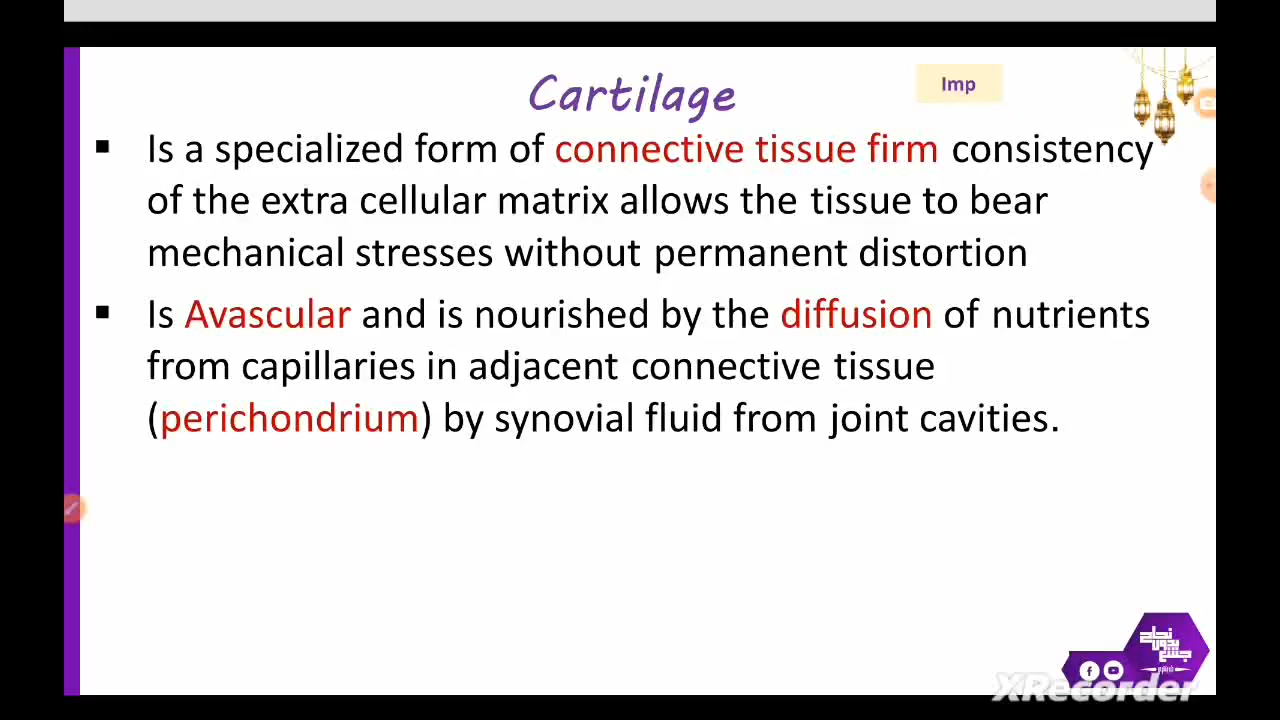 Cartilage
Imp
▪ Is a specialized form of connective tissue firm consistency
of the extra cellular matrix allows the tissue to bear
mechanical stresses without permanent distortion
▪ Is Avascular and is nourished by the diffusion of nutrients
from capillaries in adjacent connective tissue
(perichondrium) by synovial fluid from joint cavities.
XRecorder